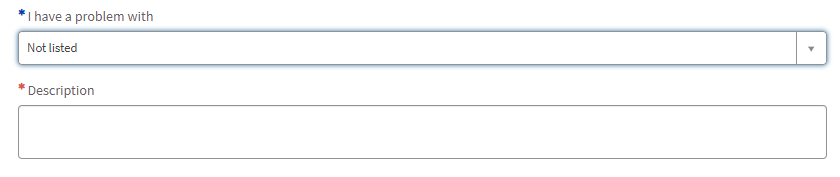 * I have a problem with
Not listed
* Description